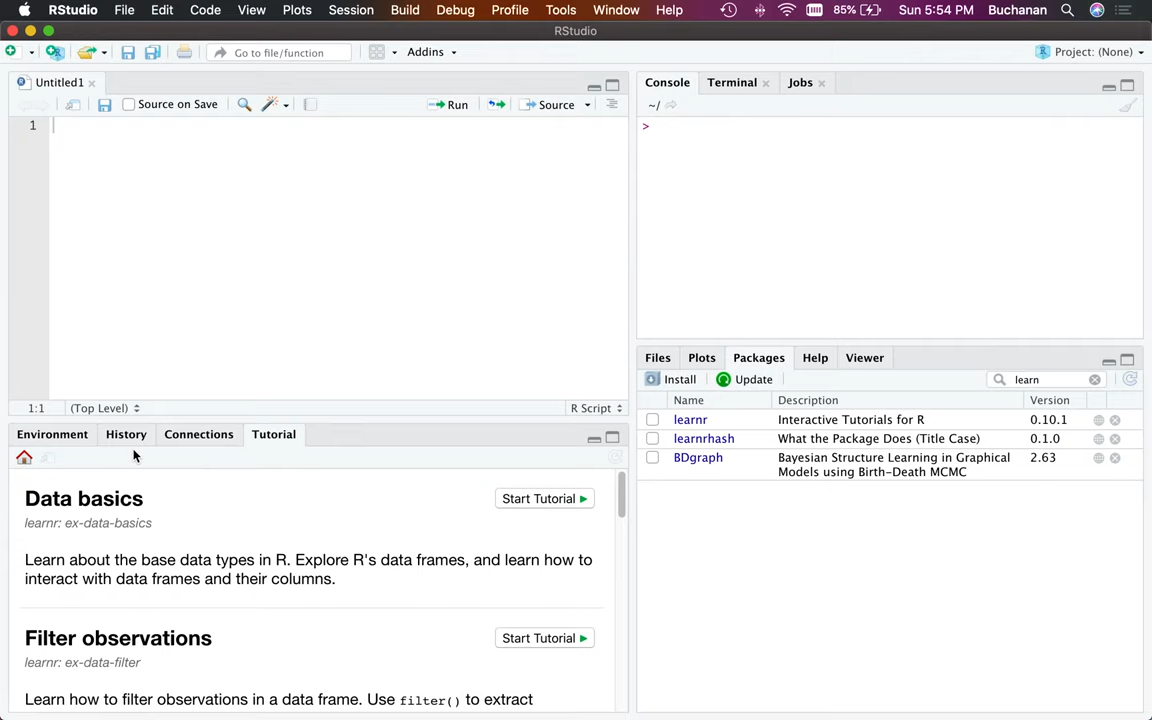 RStudio File Edit Code View Plots Session Build Debug Profile Tools Window Help 85% Sun 5:54 PM Buchanan
RStudio
Go to file/function Addins Project: (None)
Untitled1
Source on Save Run Source
1
1:1 (Top Level) R Script
Console Terminal Jobs
~/
>
Environment History Connections Tutorial
Data basics Start Tutorial
learnr: ex-data-basics
Learn about the base data types in R. Explore R's data frames, and learn how to
interact with data frames and their columns.
Filter observations Start Tutorial
learnr: ex-data-filter
Learn how to filter observations in a data frame. Use filter() to extract
Files Plots Packages Help Viewer
Install Update learn
Name Description Version
learnr Interactive Tutorials for R 0.10.1
learnrhash What the Package Does (Title Case) 0.1.0
BDgraph Bayesian Structure Learning in Graphical 2.63
Models using Birth-Death MCMC